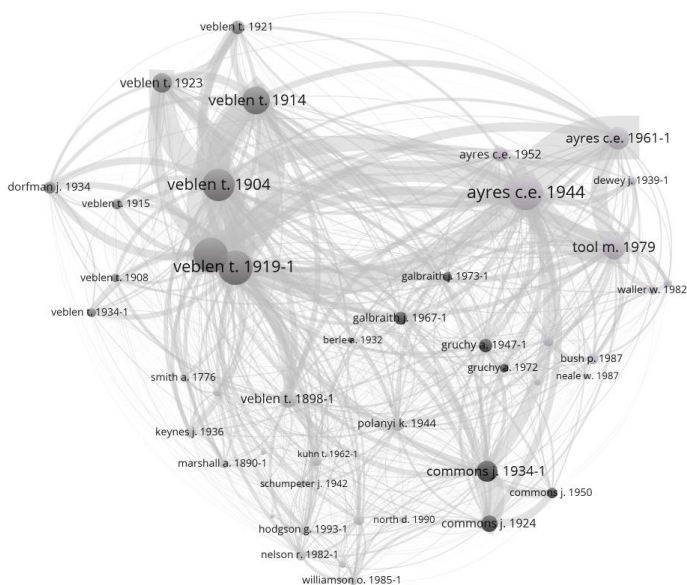 veblen t. 1921
veblen t. 1923
veblen t. 1914
ayres c.e. 1961-1
ayres c.e. 1952
dorfman j. 1934
veblen t. 1904
dewey j. 1939-1
ayres c.e. 1944
veblen t. 1915
tool m. 1979
veblen t. 1919-1
veblen t. 1908
galbraith j. 1973-1
waller w. 1982
veblen t. 1934-1
galbraith j. 1967-1
berle a. 1932
gruchy a. 1947-1
bush p. 1987
gruchy a. 1972
neale w. 1987
smith a. 1776
veblen t. 1898-1
polanyi k. 1944
keynes j. 1936
kuhn t. 1962-1
marshall a. 1890-1
commons j. 1934-1
schumpeter j. 1942
commons j. 1950
north d. 1990
commons j. 1924
hodgson g. 1993-1
nelson r. 1982-1
williamson o. 1985-1